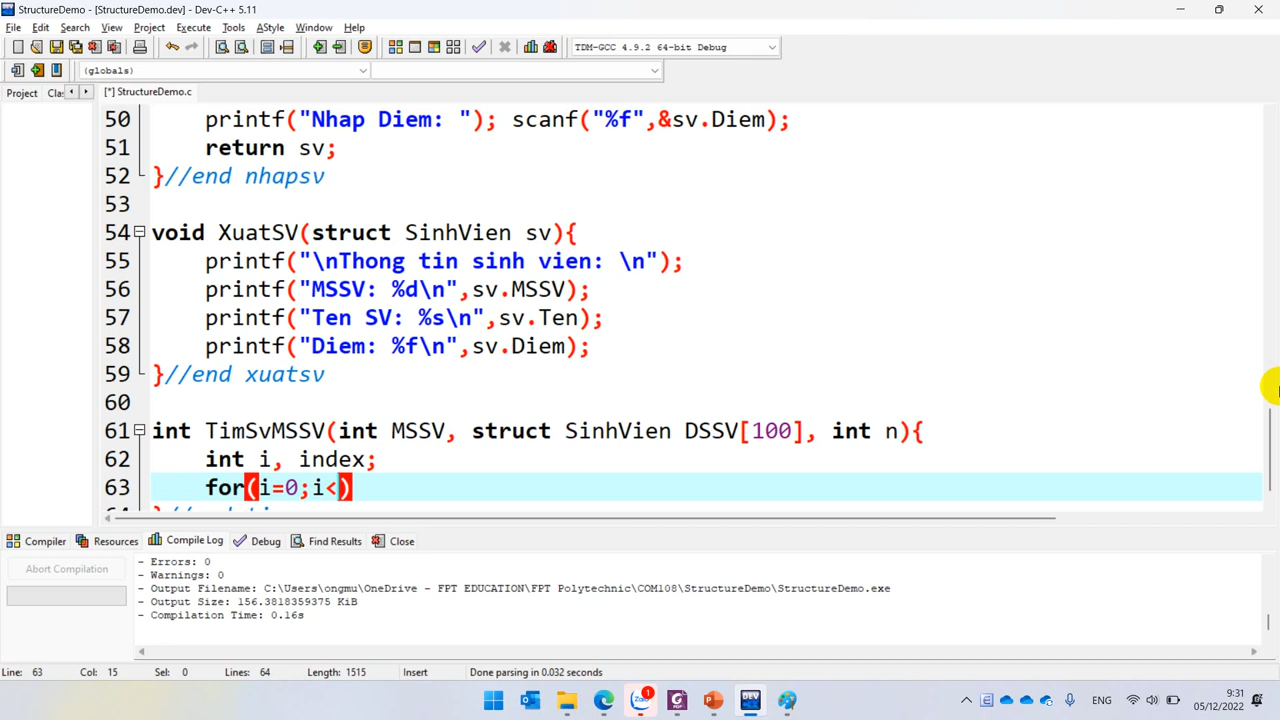 StructureDemo - [StructureDemo.dev] - Dev-C++ 5.11
File Edit Search View Project Execute Tools AStyle Window Help
TDM-GCC 4.9.2 64-bit Debug
(globals)
Project Cla [*] StructureDemo.c
50 printf("Nhap Diem: "); scanf("%f",&sv.Diem);
51 return sv;
52 }//end nhapsv
53
54 void XuatSV(struct SinhVien sv){
55 printf("\nThong tin sinh vien: \n");
56 printf("MSSV: %d\n",sv.MSSV);
57 printf("Ten SV: %s\n",sv.Ten);
58 printf("Diem: %f\n",sv.Diem);
59 }//end xuatsv
60
61 int TimSvMSSV(int MSSV, struct SinhVien DSSV[100], int n){
62 int i, index;
63 for(i=0;i<)
Compiler Resources Compile Log Debug Find Results Close
Abort Compilation
- Errors: 0
- Warnings: 0
- Output Filename: C:\Users\ongmu\OneDrive - FPT EDUCATION\FPT Polytechnic\COM108\StructureDemo\StructureDemo.exe
- Output Size: 156.3818359375 KiB
- Compilation Time: 0.16s
Line: 63 Col: 15 Sel: 0 Lines: 64 Length: 1515 Insert Done parsing in 0.032 seconds
Zalo 1
DEV
ENG
9:31
05/12/2022